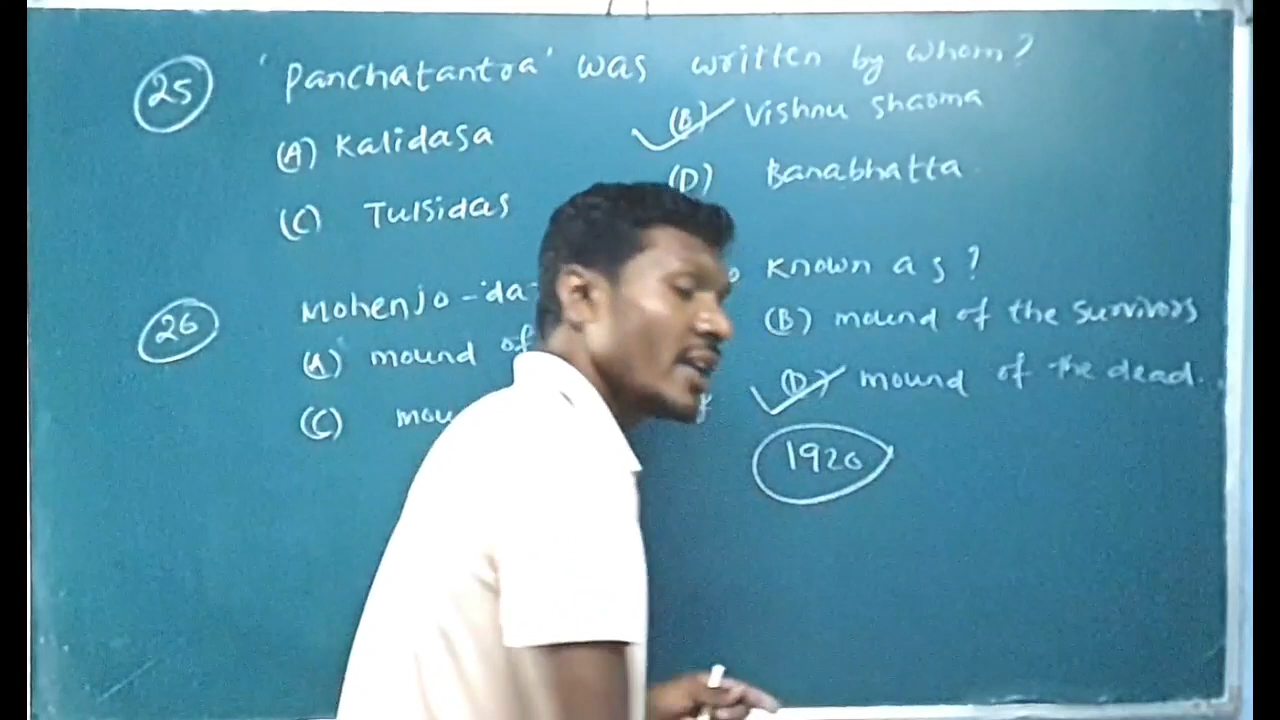 25 'Panchatantra' was written by whom?
(A) Kalidasa (B) Vishnu Sharma
(C) Tulsidas (D) Banabhatta
26 Mohenjo-da known as?
(A) mound of (B) mound of the survivors
(C) (D) mound of the dead.
1920